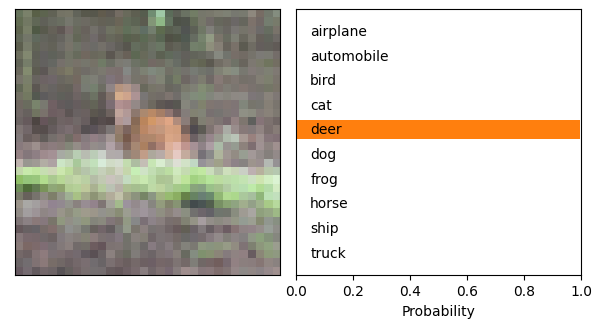 airplane
automobile
bird
cat
deer
dog
frog
horse
ship
truck
0.0 0.2 0.4 0.6 0.8 1.0
Probability